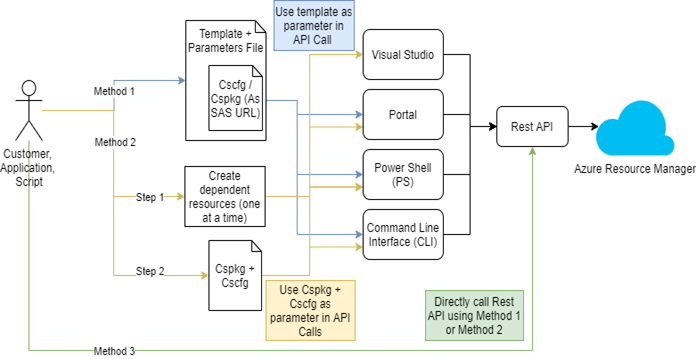 Use template as
parameter in
API Call
Template +
Parameters File
Cscfg /
Cspkg (As
SAS URL)
Visual Studio
Method 1
Portal
Rest API
Customer,
Application,
Script
Method 2
Azure Resource Manager
Power Shell
(PS)
Step 1
Create
dependent
resources (one
at a time)
Command Line
Interface (CLI)
Step 2
Cspkg +
Cscfg
Use Cspkg +
Cscfg as
parameter in API
Calls
Directly call Rest
API using Method 1
or Method 2
Method 3